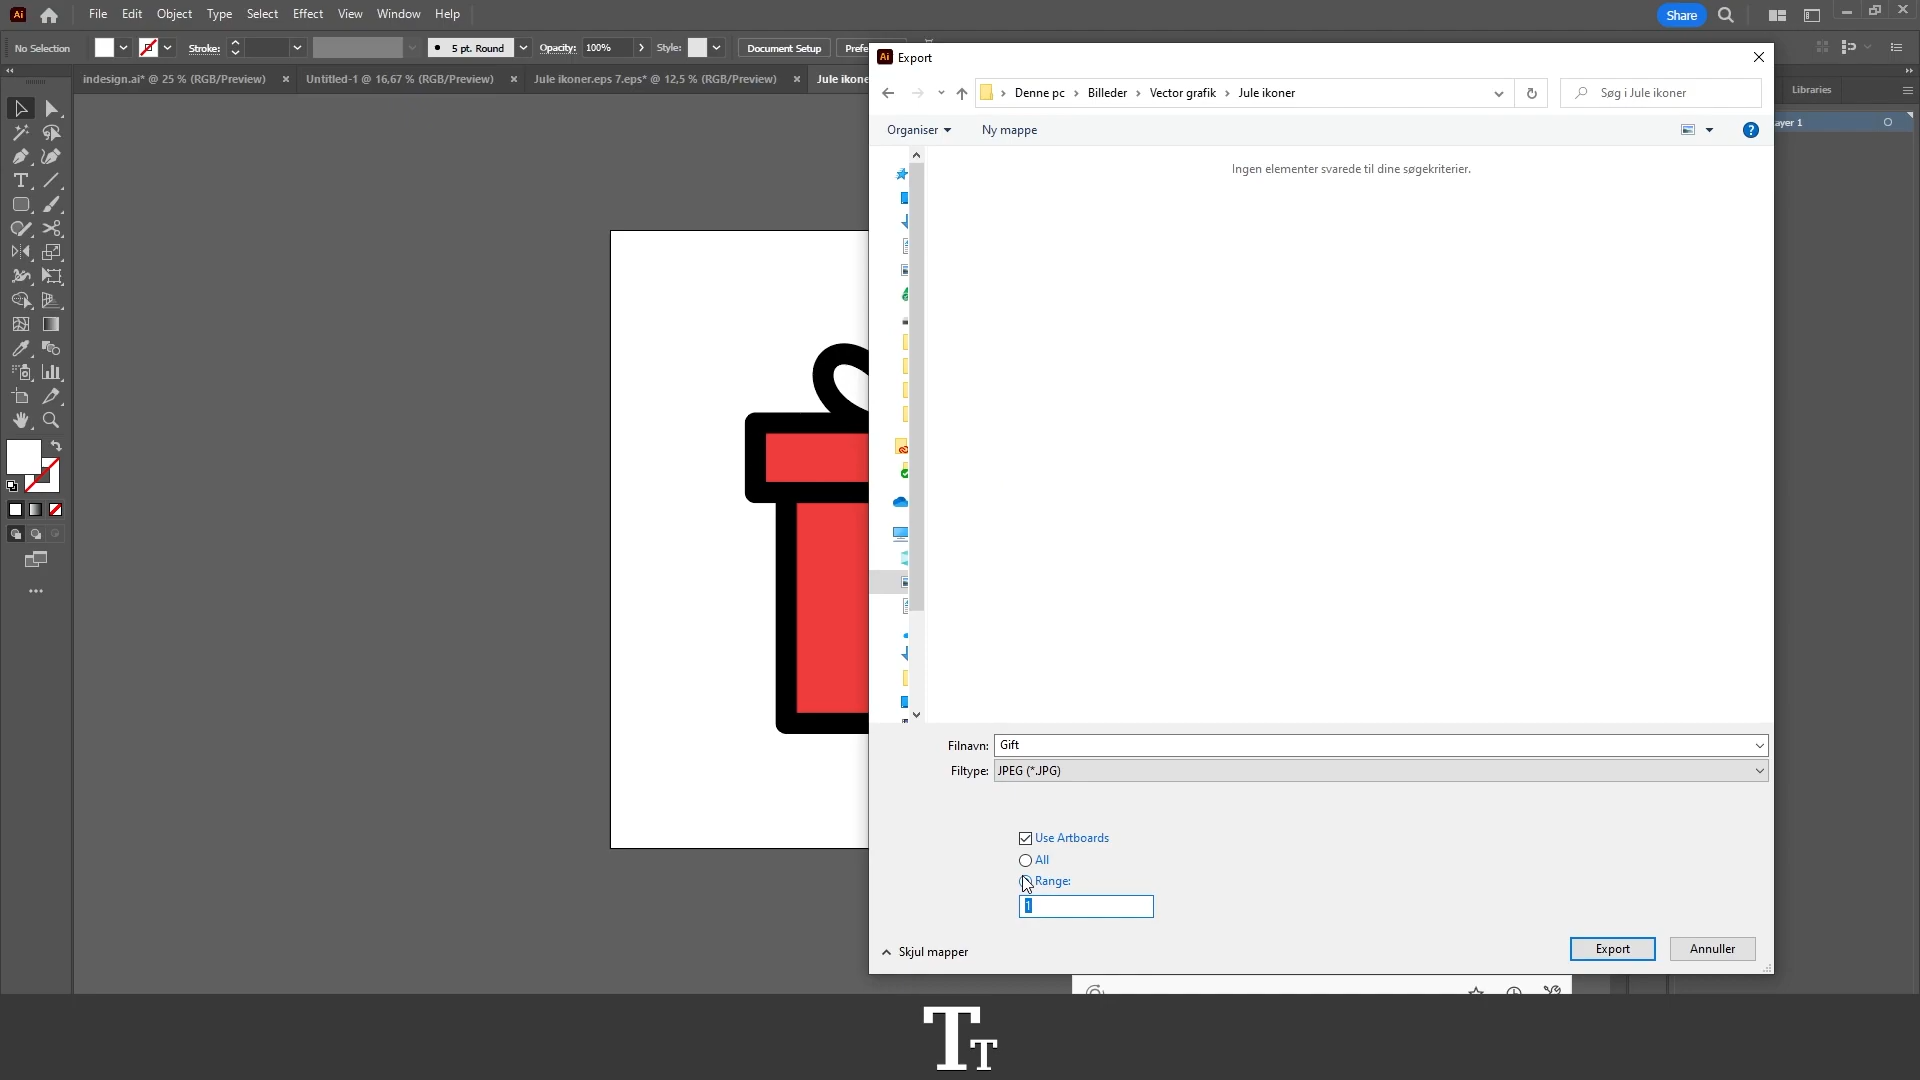 Ai File Edit Object Type Select Effect View Window Help
Share
No Selection
Stroke:
5 pt. Round
Opacity: 100%
Style:
Document Setup
Prefe
indesign.ai* @ 25 % (RGB/Preview)
Untitled-1 @ 16,67 % (RGB/Preview)
Jule ikoner.eps 7.eps* @ 12,5 % (RGB/Preview)
Jule ikone
Libraries
ayer 1
Ai Export
Denne pc
Billeder
Vector grafik
Jule ikoner
Søg i Jule ikoner
Organiser
Ny mappe
Ingen elementer svarede til dine søgekriterier.
Filnavn: Gift
Filtype: JPEG (*.JPG)
Use Artboards
All
Range:
1
Skjul mapper
Export
Annuller
TT